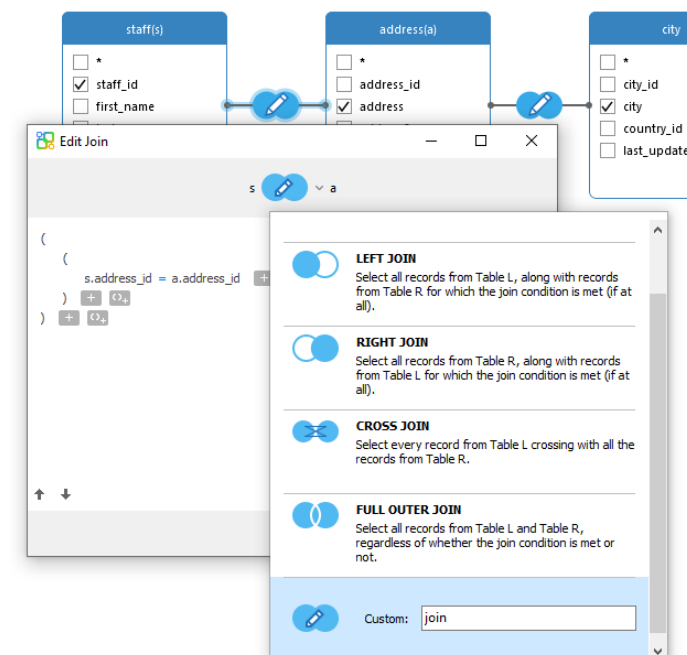 staff(s)
address(a)
city
*
*
*
staff_id
address_id
city_id
first_name
address
city
country_id
last_update
Edit Join
s
a
(
(
s.address_id = a.address_id
)
)
LEFT JOIN
Select all records from Table L, along with records
from Table R for which the join condition is met (if at
all).
RIGHT JOIN
Select all records from Table R, along with records
from Table L for which the join condition is met (if at
all).
CROSS JOIN
Select every record from Table L crossing with all the
records from Table R.
FULL OUTER JOIN
Select all records from Table L and Table R,
regardless of whether the join condition is met or
not.
Custom: join